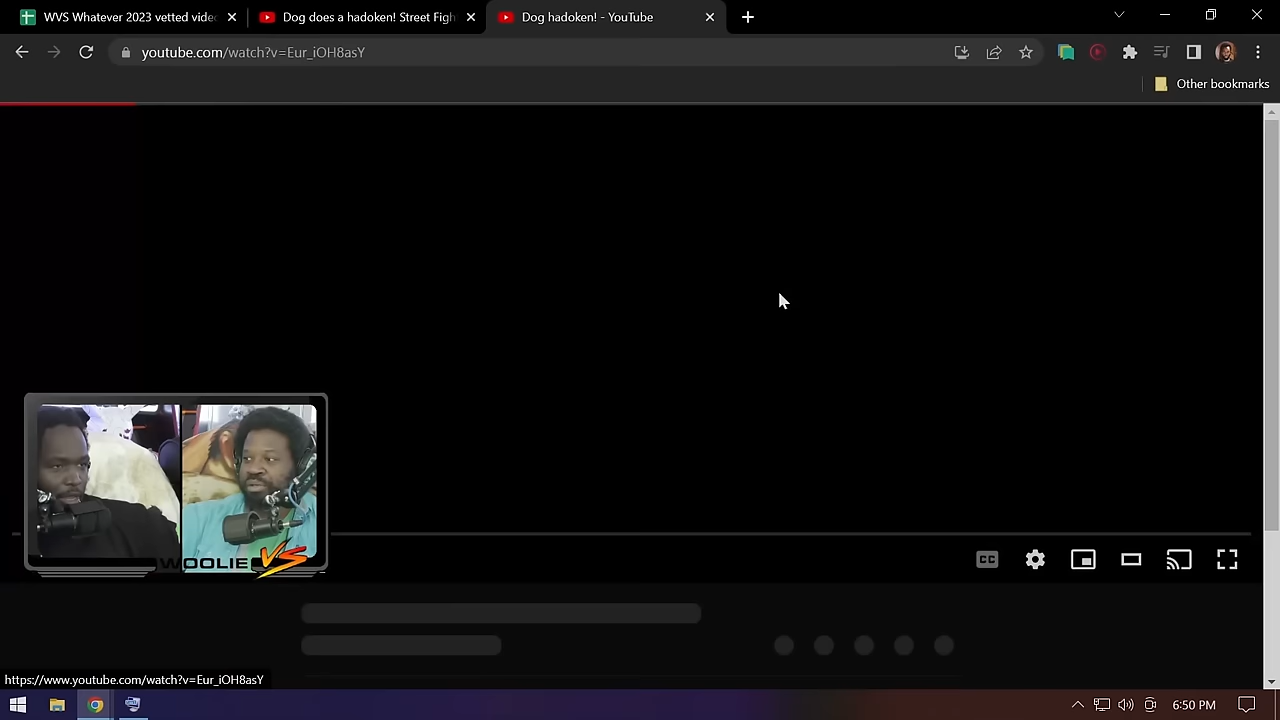 WVS Whatever 2023 vetted vide
Dog does a hadoken! Street Figh
Dog hadoken! - YouTube
youtube.com/watch?v=Eur_iOH8asY
Other bookmarks
WOOLIE VS
CC
https://www.youtube.com/watch?v=Eur_iOH8asY
6:50 PM